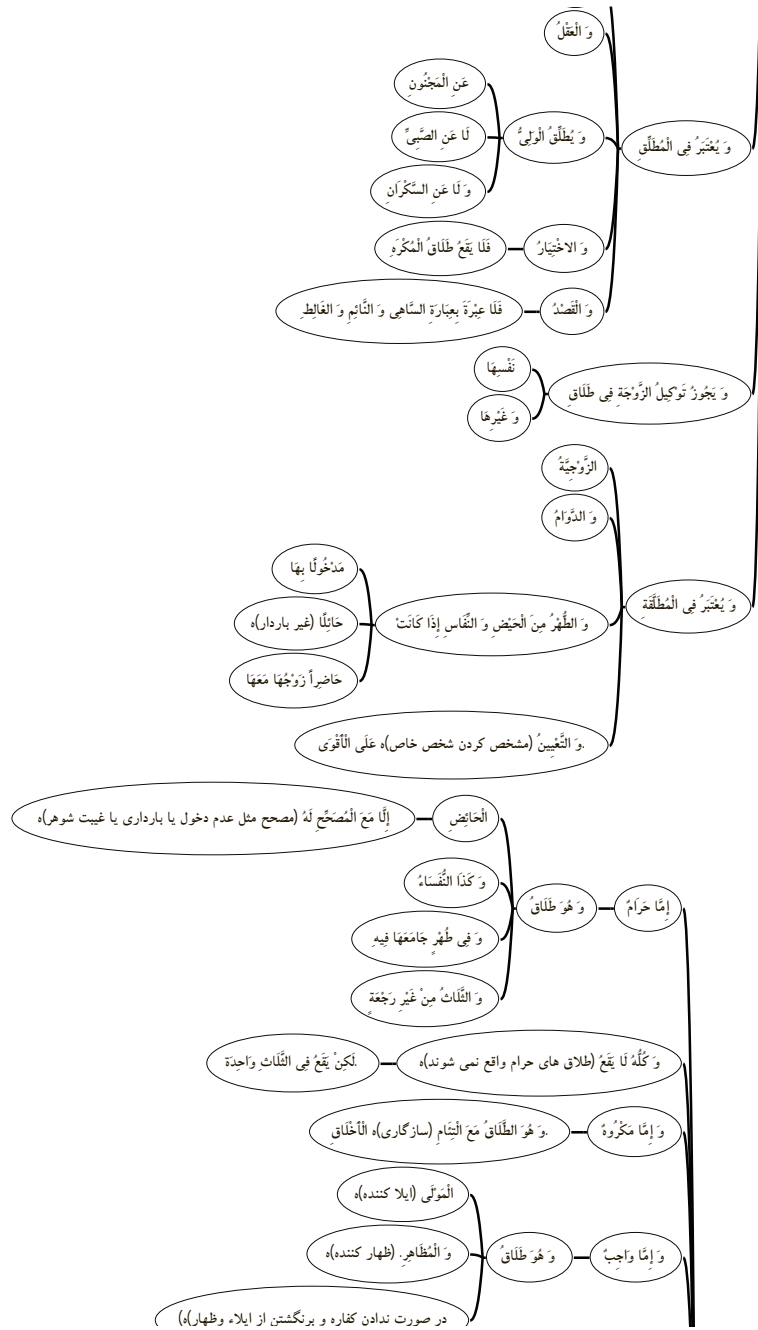 وَ الْعَقْلُ
وَ يُعْتَبَرُ فِی الْمُطَلِّقِ
وَ يُطَلِّقُ الْوَلِیُّ
عَنِ الْمَجْنُونِ
لَا عَنِ الصَّبِیِّ
وَ لَا عَنِ السَّكْرَانِ
وَ الاخْتِيَارُ
فَلَا يَقَعُ طَلَاقُ الْمُكْرَهِ
وَ الْقَصْدُ
فَلَا عِبْرَةَ بِعِبَارَةِ السَّاهِی وَ النَّائِمِ وَ الغَالِطِ
وَ يَجُوزُ تَوْكِيلُ الزَّوْجَةِ فِی طَلَاقِ
نَفْسِهَا
وَ غَيْرِهَا
وَ يُعْتَبَرُ فِی الْمُطَلَّقَةِ
الزَّوْجِيَّةُ
وَ الدَّوَامُ
وَ الطُّهْرُ مِنَ الْحَيْضِ وَ النِّفَاسِ إِذَا كَانَتْ
مَدْخُولًا بِهَا
حَائِلًا (غیر باردار)ه
حَاضِراً زَوْجُهَا مَعَهَا
.وَ التَّعْيِينُ (مشخص کردن شخص خاص)ه عَلَی الْأَقْوَی
إِمَّا حَرَامٌ
وَ هُوَ طَلَاقُ
الْحَائِضِ
إِلَّا مَعَ الْمُصَحِّحِ لَهُ (مصحح مثل عدم دخول یا بارداری یا غیبت شوهر)ه
وَ كَذَا النُّفَسَاءُ
وَ فِی طُهْرٍ جَامَعَهَا فِيهِ
وَ الثَّلَاثُ مِنْ غَيْرِ رَجْعَةٍ
وَ كُلُّهُ لَا يَقَعُ (طلاق های حرام واقع نمی شوند)ه
.لَكِنْ يَقَعُ فِی الثَّلَاثِ وَاحِدَة
وَ إِمَّا مَكْرُوهٌ
.وَ هُوَ الطَّلَاقُ مَعَ الْتِئَامِ (سازگاری)ه الْأَخْلَاقِ
وَ إِمَّا وَاجِبٌ
وَ هُوَ طَلَاقُ
الْمَوْلَی (ایلا کننده)ه
وَ الْمُظَاهِرِ. (ظهار کننده)ه
در صورت ندادن کفاره و برنگشتن از ایلاء وظهار)ه)